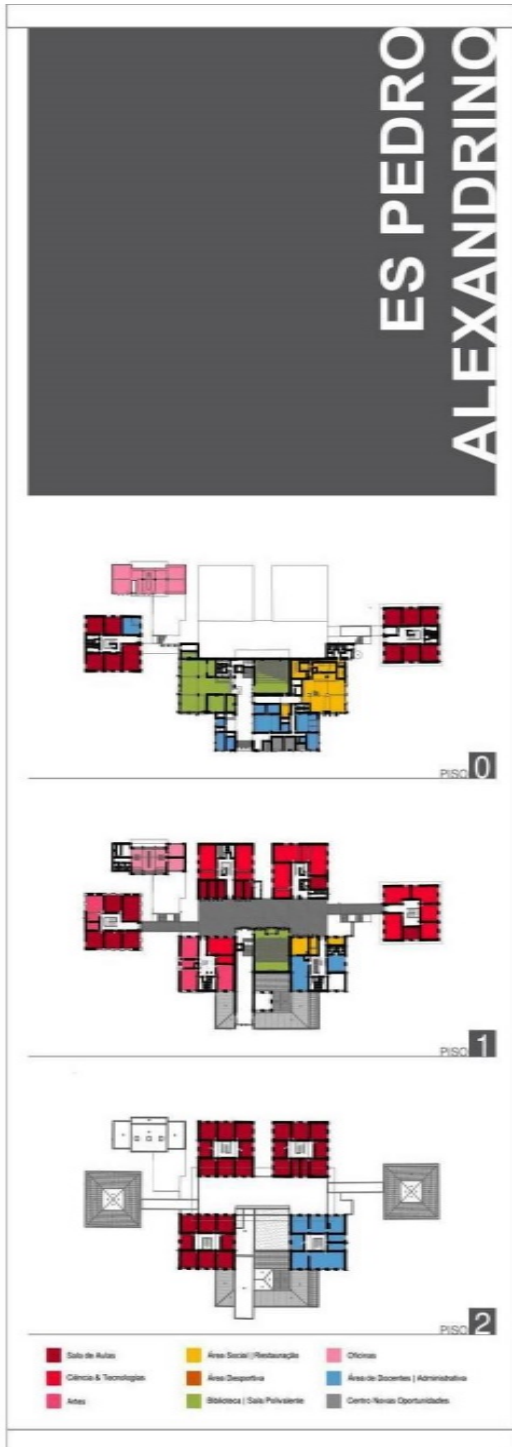 ES PEDRO
ALEXANDRINO
PISO 0
PISO 1
PISO 2
Sala de Aulas
Ciência & Tecnologias
Artes
Área Social | Restauração
Área Desportiva
Biblioteca | Sala Polivalente
Oficinas
Área de Docentes | Administrativa
Centro Novas Oportunidades